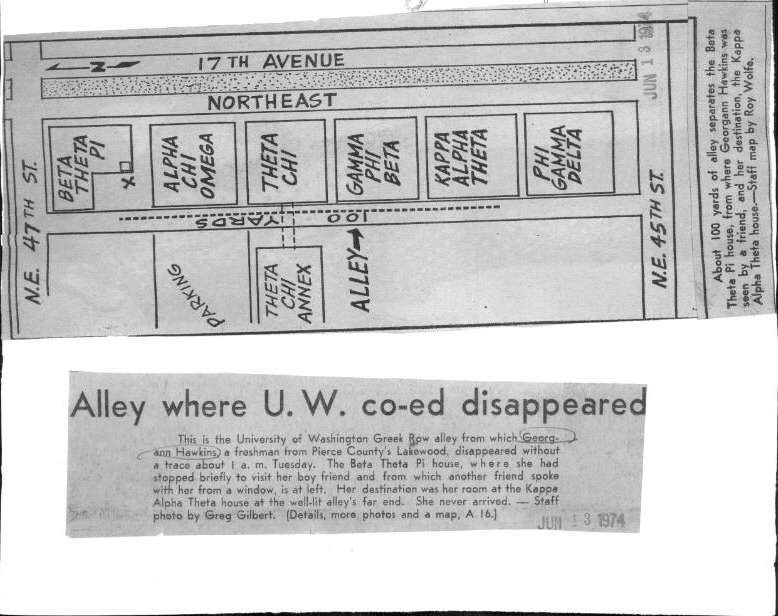 17TH AVENUE
NORTHEAST
N
N.E. 47TH ST.
BETA
THETA
PI
X
ALPHA
CHI
OMEGA
THETA
CHI
GAMMA
PHI
BETA
KAPPA
ALPHA
THETA
PHI
GAMMA
DELTA
100 YARDS
PARKING
THETA
CHI
ANNEX
ALLEY
N.E. 45TH ST.
JUN 13 1974
About 100 yards of alley separates the Beta
Theta Pi house, from where Georgann Hawkins was
seen by a friend, and her destination, the Kappa
Alpha Theta house.—Staff map by Roy Wolfe.
Alley where U. W. co-ed disappeared
This is the University of Washington Greek Row alley from which Georg-
ann Hawkins, a freshman from Pierce County's Lakewood, disappeared without
a trace about 1 a. m. Tuesday. The Beta Theta Pi house, where she had
stopped briefly to visit her boy friend and from which another friend spoke
with her from a window, is at left. Her destination was her room at the Kappa
Alpha Theta house at the well-lit alley's far end. She never arrived. — Staff
photo by Greg Gilbert. (Details, more photos and a map, A 16.)
JUN 13 1974